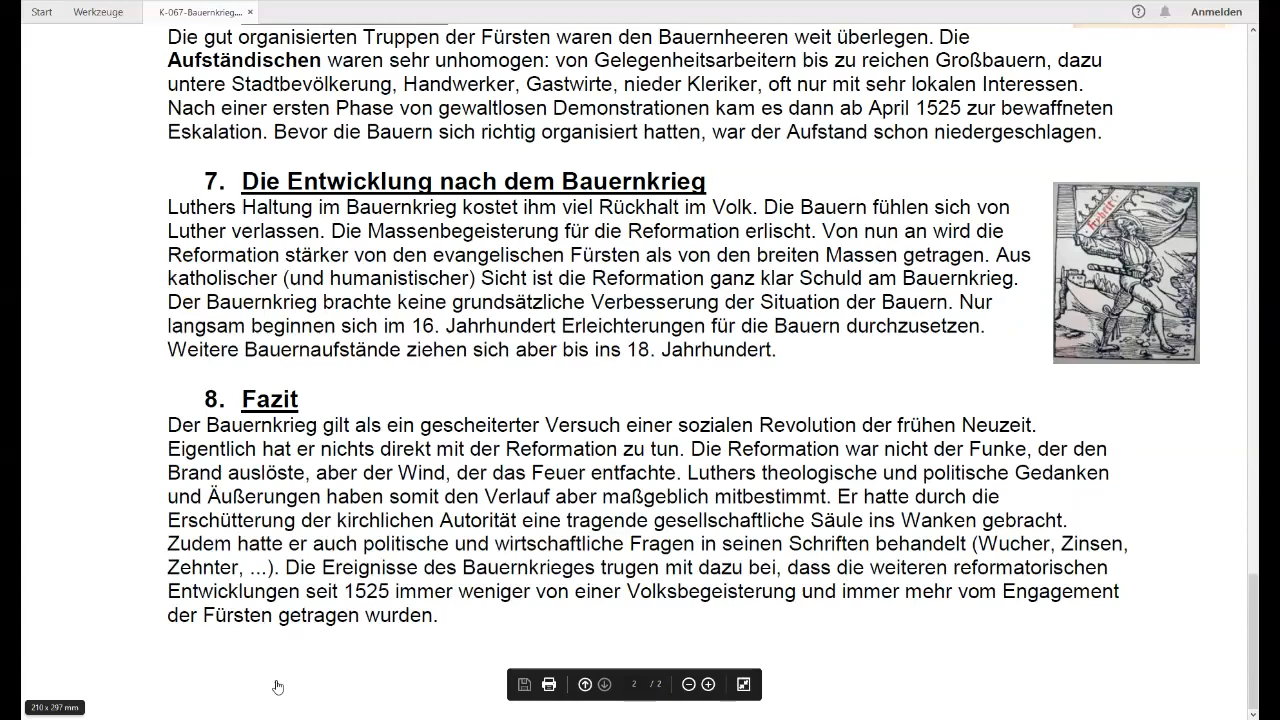 Start Werkzeuge K-067-Bauernkrieg,... × Anmelden
Die gut organisierten Truppen der Fürsten waren den Bauernheeren weit überlegen. Die
Aufständischen waren sehr unhomogen: von Gelegenheitsarbeitern bis zu reichen Großbauern, dazu
untere Stadtbevölkerung, Handwerker, Gastwirte, nieder Kleriker, oft nur mit sehr lokalen Interessen.
Nach einer ersten Phase von gewaltlosen Demonstrationen kam es dann ab April 1525 zur bewaffneten
Eskalation. Bevor die Bauern sich richtig organisiert hatten, war der Aufstand schon niedergeschlagen.
7. Die Entwicklung nach dem Bauernkrieg
Luthers Haltung im Bauernkrieg kostet ihm viel Rückhalt im Volk. Die Bauern fühlen sich von
Luther verlassen. Die Massenbegeisterung für die Reformation erlischt. Von nun an wird die
Reformation stärker von den evangelischen Fürsten als von den breiten Massen getragen. Aus
katholischer (und humanistischer) Sicht ist die Reformation ganz klar Schuld am Bauernkrieg.
Der Bauernkrieg brachte keine grundsätzliche Verbesserung der Situation der Bauern. Nur
langsam beginnen sich im 16. Jahrhundert Erleichterungen für die Bauern durchzusetzen.
Weitere Bauernaufstände ziehen sich aber bis ins 18. Jahrhundert.
8. Fazit
Der Bauernkrieg gilt als ein gescheiterter Versuch einer sozialen Revolution der frühen Neuzeit.
Eigentlich hat er nichts direkt mit der Reformation zu tun. Die Reformation war nicht der Funke, der den
Brand auslöste, aber der Wind, der das Feuer entfachte. Luthers theologische und politische Gedanken
und Äußerungen haben somit den Verlauf aber maßgeblich mitbestimmt. Er hatte durch die
Erschütterung der kirchlichen Autorität eine tragende gesellschaftliche Säule ins Wanken gebracht.
Zudem hatte er auch politische und wirtschaftliche Fragen in seinen Schriften behandelt (Wucher, Zinsen,
Zehnter, ...). Die Ereignisse des Bauernkrieges trugen mit dazu bei, dass die weiteren reformatorischen
Entwicklungen seit 1525 immer weniger von einer Volksbegeisterung und immer mehr vom Engagement
der Fürsten getragen wurden.
2 / 2
210 x 297 mm